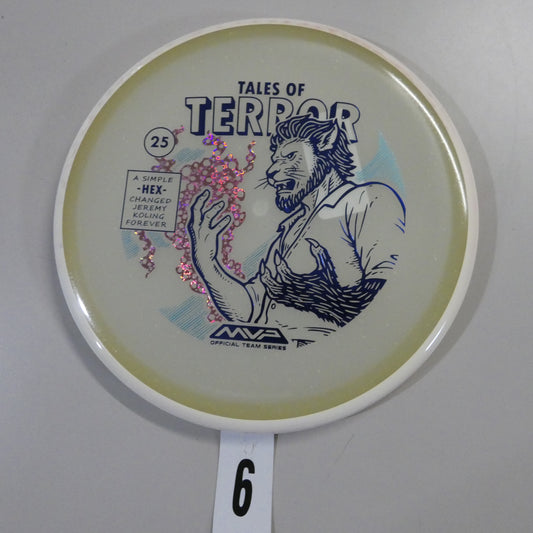 TALES OF
TERROR
25
A SIMPLE
-HEX-
CHANGED
JEREMY
KOLING
FOREVER
MVP
OFFICIAL TEAM SERIES
6